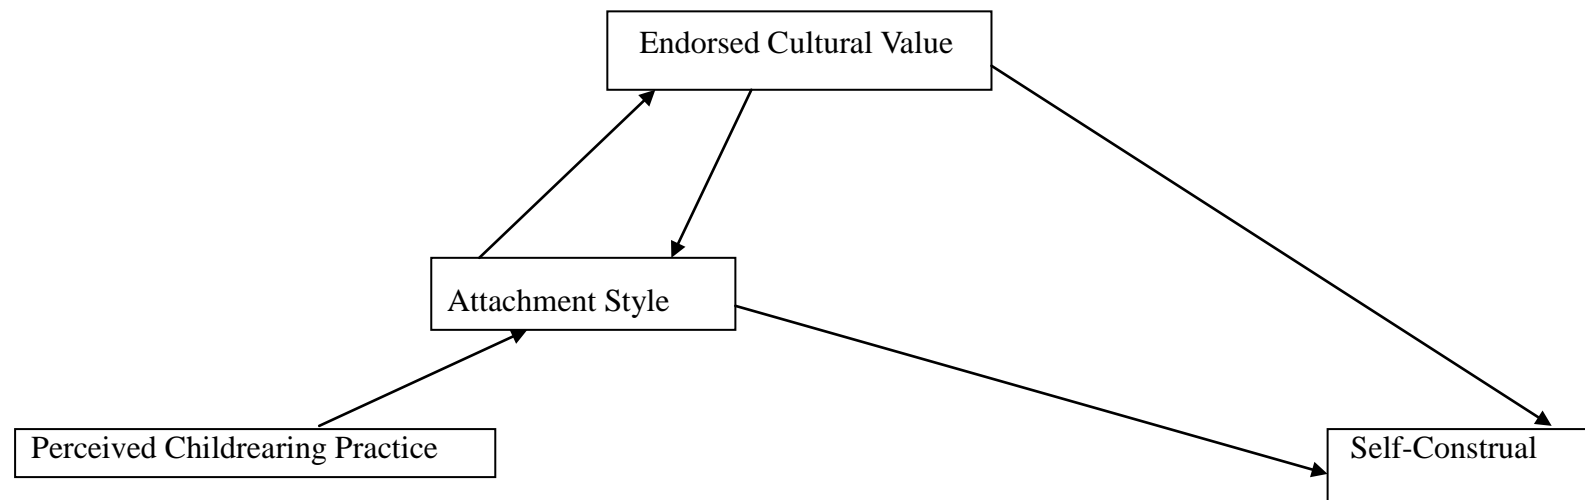 Endorsed Cultural Value
Attachment Style
Perceived Childrearing Practice
Self-Construal